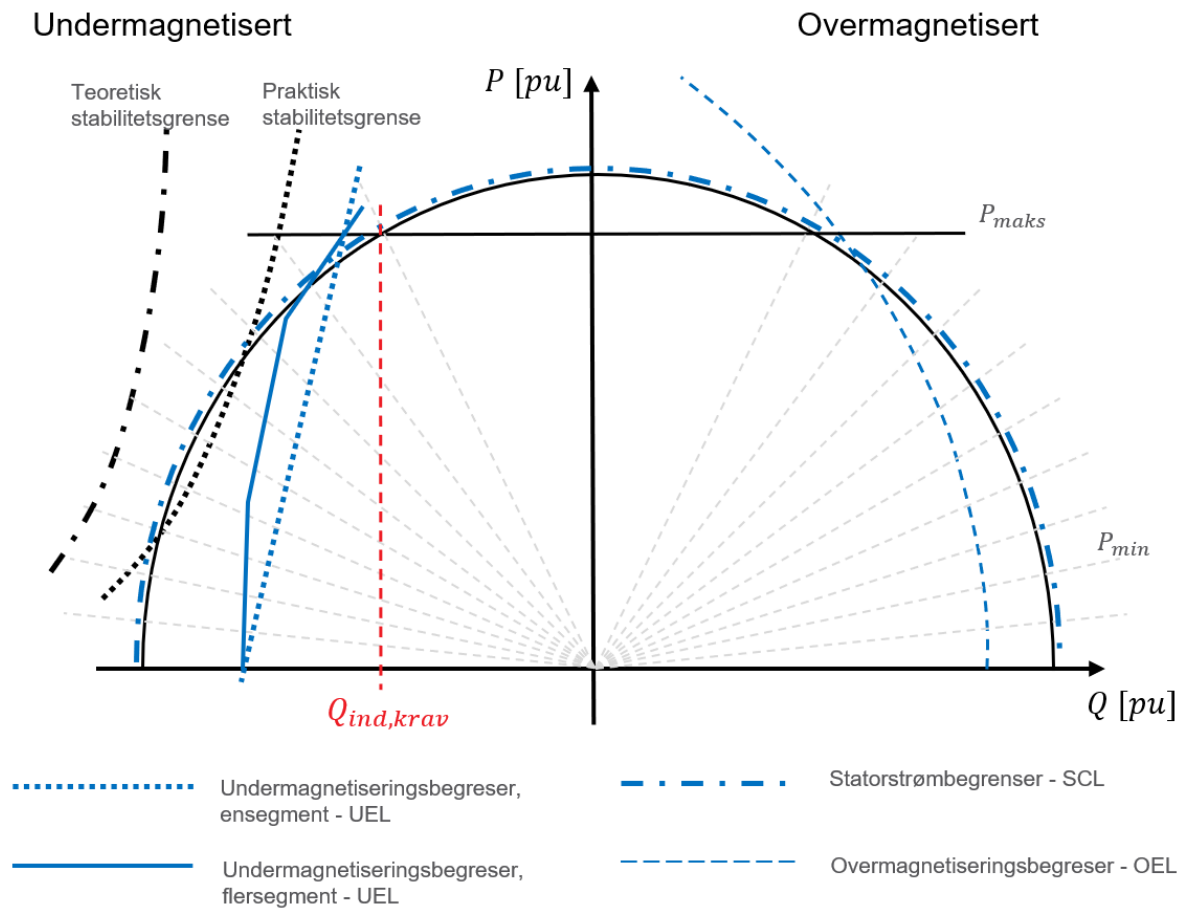 Undermagnetisert
Overmagnetisert
Teoretisk
stabilitetsgrense
Praktisk
stabilitetsgrense
P [pu]
P_maks
P_min
Q_ind,krav
Q [pu]
Undermagnetiseringsbegreser,
ensegment - UEL
Statorstrømbegrenser - SCL
Undermagnetiseringsbegreser,
flersegment - UEL
Overmagnetiseringsbegreser - OEL